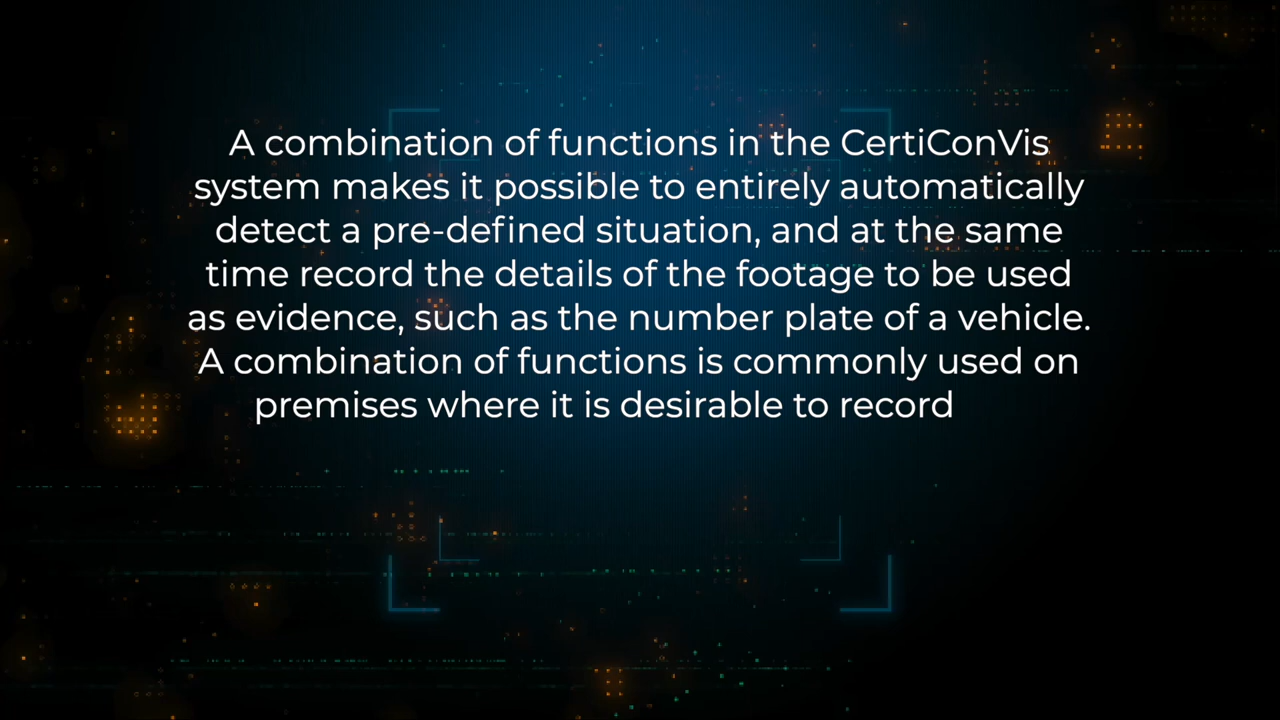 A combination of functions in the CertiConVis
system makes it possible to entirely automatically
detect a pre-defined situation, and at the same
time record the details of the footage to be used
as evidence, such as the number plate of a vehicle.
A combination of functions is commonly used on
premises where it is desirable to record